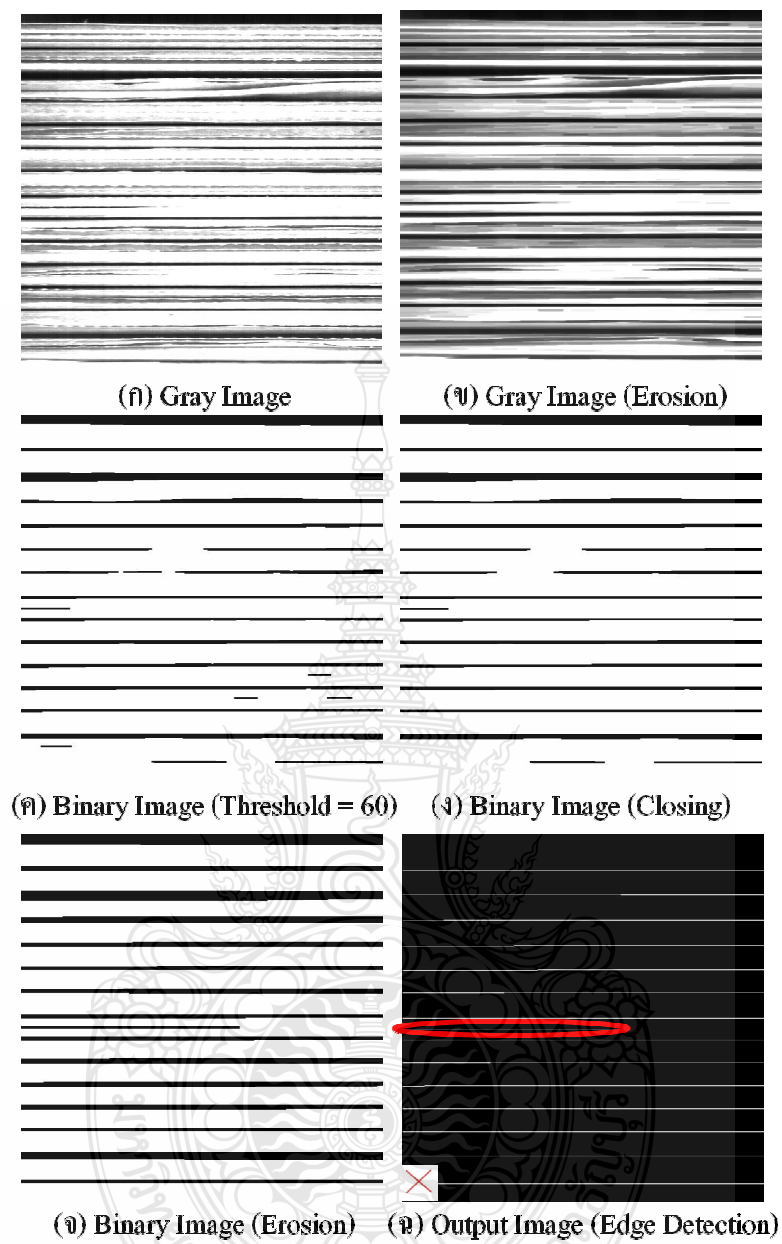 (ก) Gray Image
(ข) Gray Image (Erosion)
(ค) Binary Image (Threshold = 60)
(ง) Binary Image (Closing)
(จ) Binary Image (Erosion)
(ฉ) Output Image (Edge Detection)